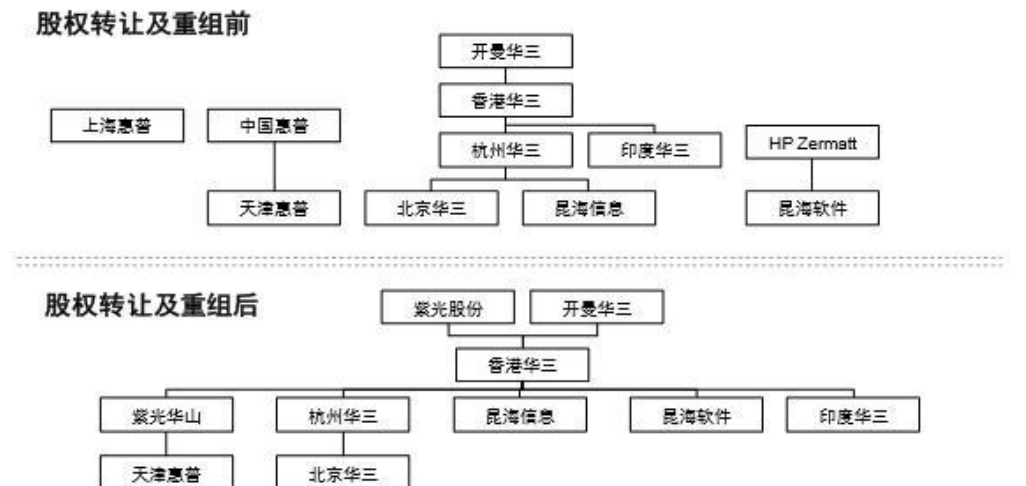 股权转让及重组前
开曼华三
香港华三
上海惠普
中国惠普
杭州华三
印度华三
HP Zermatt
天津惠普
北京华三
昆海信息
昆海软件
股权转让及重组后
紫光股份
开曼华三
香港华三
紫光华山
杭州华三
昆海信息
昆海软件
印度华三
天津惠普
北京华三